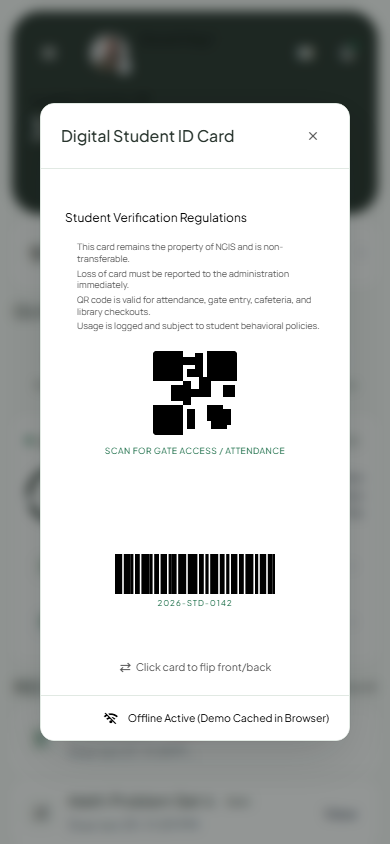 Digital Student ID Card
Student Verification Regulations
This card remains the property of NGIS and is non-
transferable.
Loss of card must be reported to the administration
immediately.
QR code is valid for attendance, gate entry, cafeteria, and
library checkouts.
Usage is logged and subject to student behavioral policies.
SCAN FOR GATE ACCESS / ATTENDANCE
2026-STD-0142
Click card to flip front/back
Offline Active (Demo Cached in Browser)